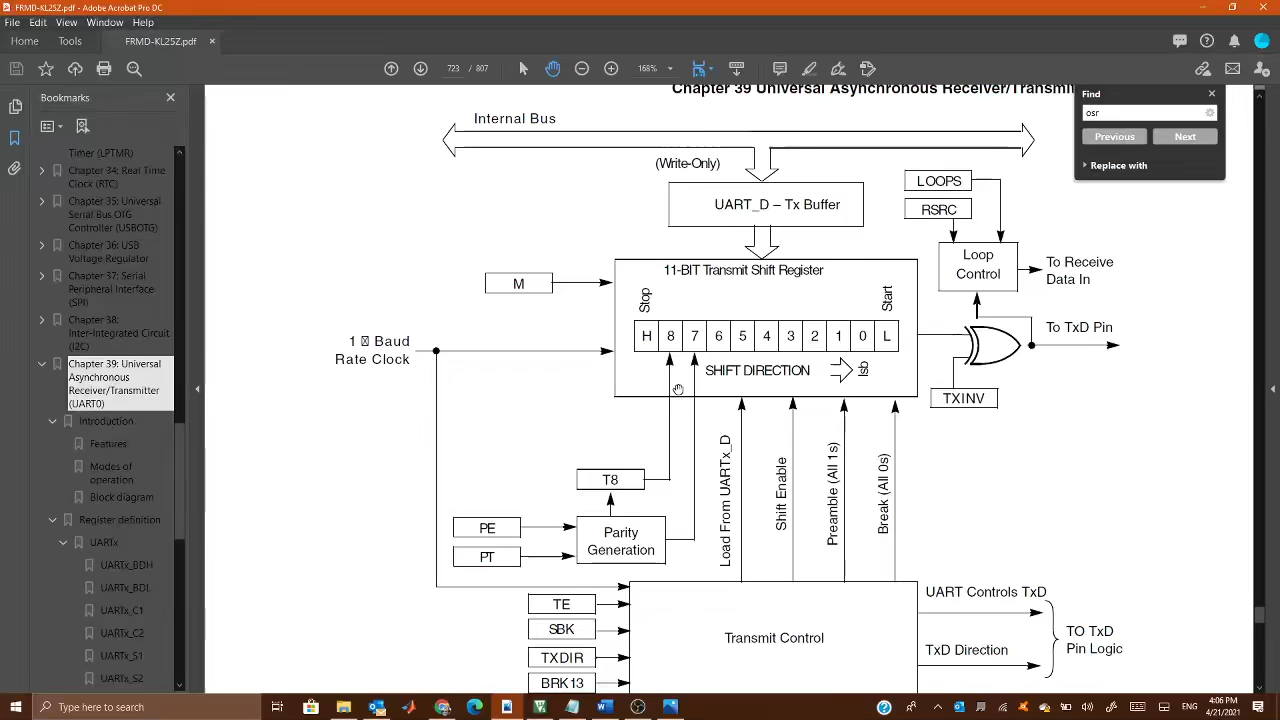 FRMD-KL25Z.pdf - Adobe Acrobat Pro DC
File Edit View Window Help
Home Tools FRMD-KL25Z.pdf
723 / 807 168%
Bookmarks
Timer (LPTMR)
Chapter 34: Real Time
Clock (RTC)
Chapter 35: Universal
Serial Bus OTG
Controller (USBOTG)
Chapter 36: USB
Voltage Regulator
Chapter 37: Serial
Peripheral Interface
(SPI)
Chapter 38:
Inter-Integrated Circuit
(I2C)
Chapter 39: Universal
Asynchronous
Receiver/Transmitter
(UART0)
Introduction
Features
Modes of
operation
Block diagram
Register definition
UARTx
UARTx_BDH
UARTx_BDL
UARTx_C1
UARTx_C2
UARTx_S1
UARTx_S2
Chapter 39 Universal Asynchronous Receiver/Transmi
Find
osr
Previous Next
Replace with
Internal Bus
(Write-Only)
UART_D – Tx Buffer
LOOPS
RSRC
Loop
Control
To Receive
Data In
11-BIT Transmit Shift Register
M
Stop
Start
H 8 7 6 5 4 3 2 1 0 L
To TxD Pin
1 Baud
Rate Clock
SHIFT DIRECTION
lsb
TXINV
T8
PE
PT
Parity
Generation
Load From UARTx_D
Shift Enable
Preamble (All 1s)
Break (All 0s)
TE
SBK
TXDIR
BRK13
Transmit Control
UART Controls TxD
TxD Direction
TO TxD
Pin Logic
Type here to search
4:06 PM
4/21/2021